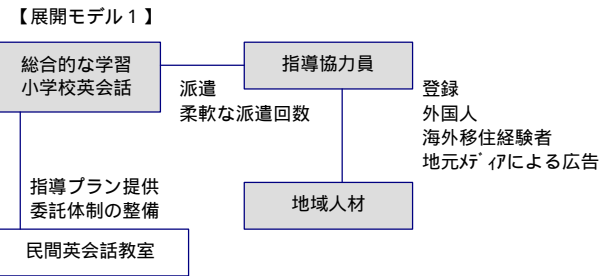 【展開モデル１】
総合的な学習
小学校英会話
指導協力員
派遣
柔軟な派遣回数
登録
外国人
海外移住経験者
地元ﾒﾃﾞｨｱによる広告
指導プラン提供
委託体制の整備
地域人材
民間英会話教室